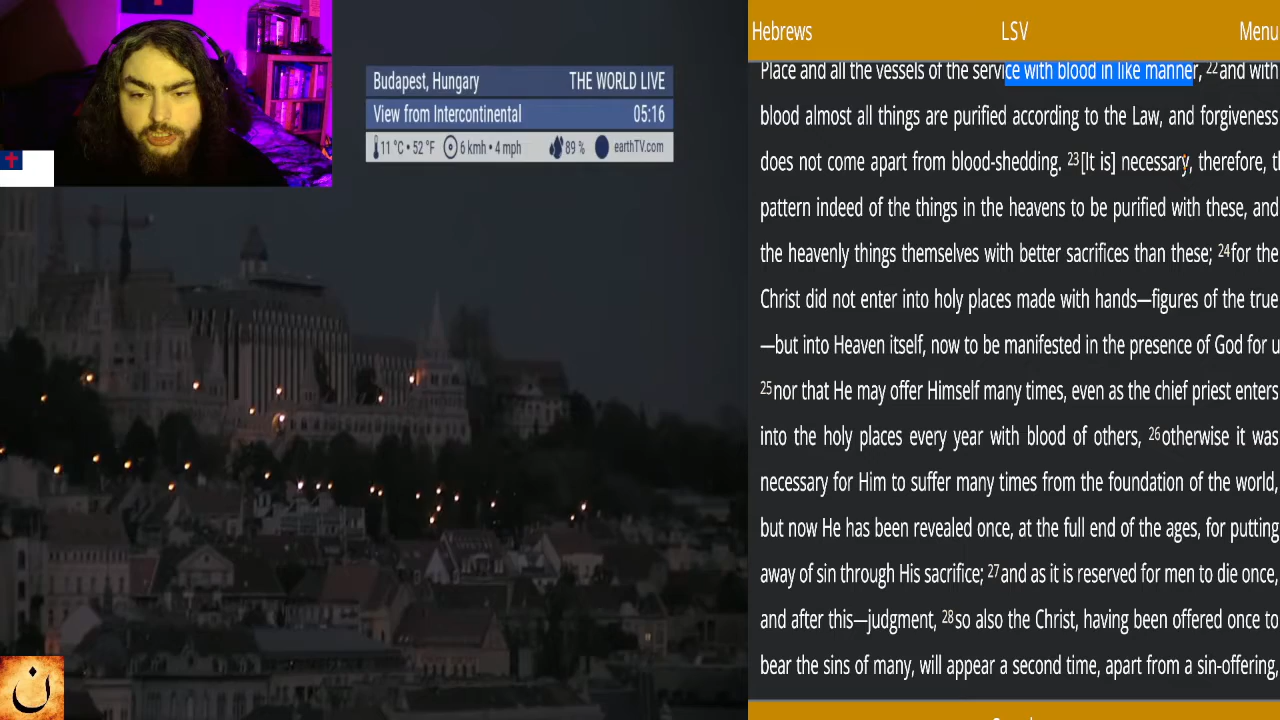 Budapest, Hungary THE WORLD LIVE
View from Intercontinental 05:16
11 °C • 52 °F 6 kmh • 4 mph 89 % earthTV.com
ن
Hebrews LSV Menu
Place and all the vessels of the service with blood in like manner, 22and with
blood almost all things are purified according to the Law, and forgiveness
does not come apart from blood-shedding. 23[It is] necessary, therefore,
pattern indeed of the things in the heavens to be purified with these, and
the heavenly things themselves with better sacrifices than these; 24for the
Christ did not enter into holy places made with hands—figures of the true
—but into Heaven itself, now to be manifested in the presence of God for
25nor that He may offer Himself many times, even as the chief priest enters
into the holy places every year with blood of others, 26otherwise it was
necessary for Him to suffer many times from the foundation of the world,
but now He has been revealed once, at the full end of the ages, for putting
away of sin through His sacrifice; 27and as it is reserved for men to die once,
and after this—judgment, 28so also the Christ, having been offered once to
bear the sins of many, will appear a second time, apart from a sin-offering,